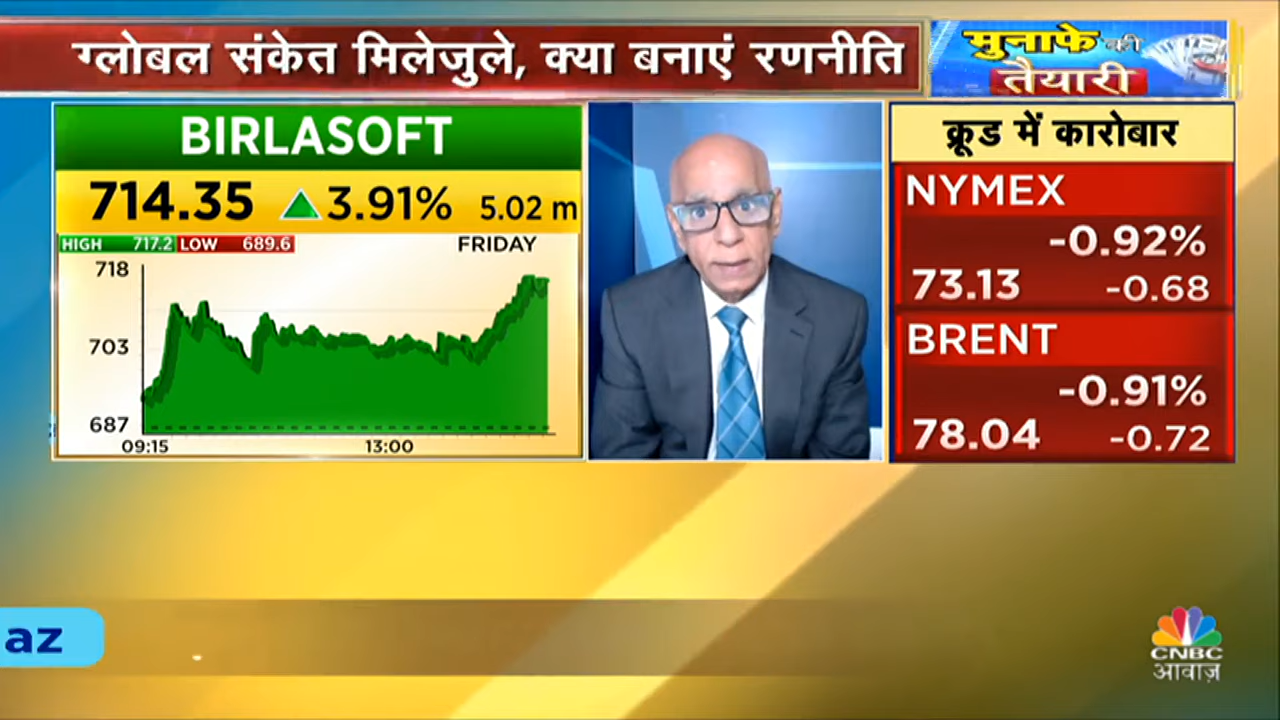 ग्लोबल संकेत मिलेजुले, क्या बनाएं रणनीति
मुनाफे की
तैयारी
BIRLASOFT
714.35 ▲ 3.91% 5.02 m
HIGH 717.2 LOW 689.6 FRIDAY
718
703
687
09:15 13:00
क्रूड में कारोबार
NYMEX
-0.92%
73.13 -0.68
BRENT
-0.91%
78.04 -0.72
az
CNBC
आवाज़